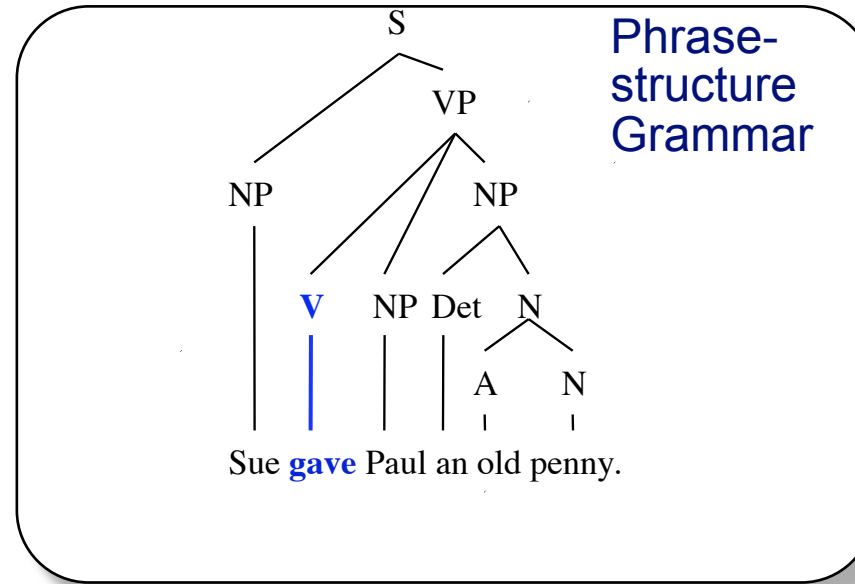 S
Phrase-
structure
Grammar
VP
NP NP
V NP Det N
A N
Sue gave Paul an old penny.